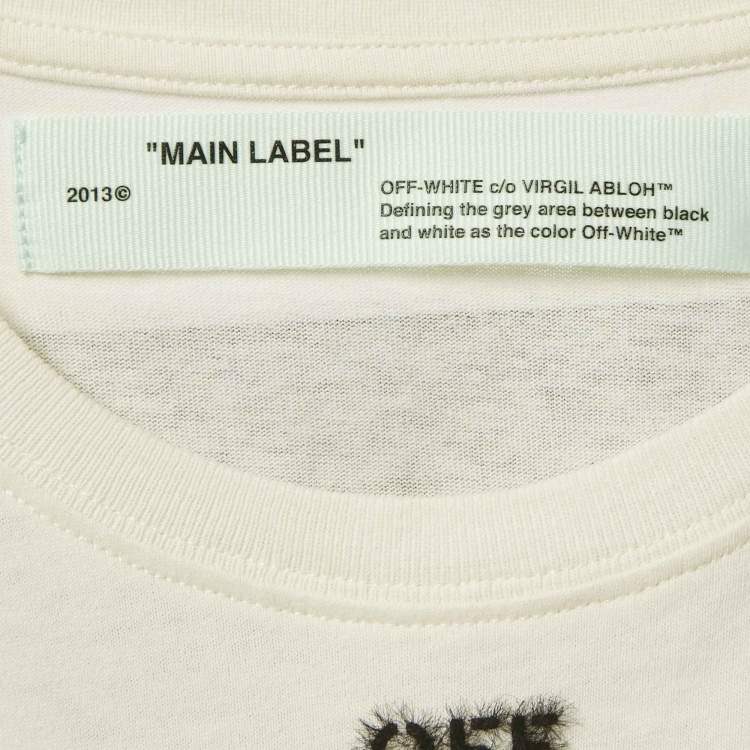 "MAIN LABEL"
2013©
OFF-WHITE c/o VIRGIL ABLOH™
Defining the grey area between black
and white as the color Off-White™
OFF